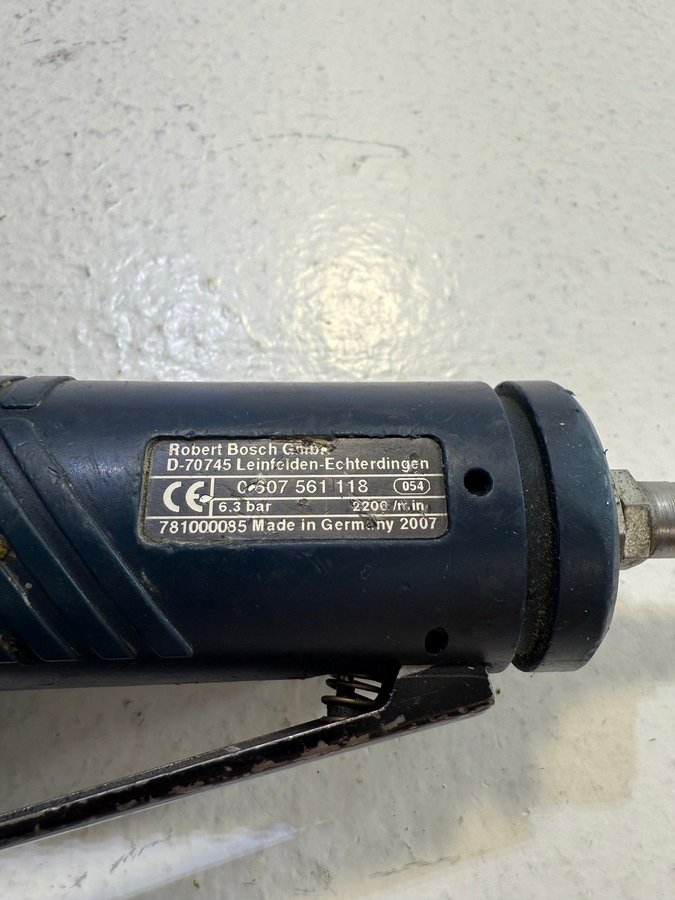 Robert Bosch GmbH
D-70745 Leinfelden-Echterdingen
CE 0 607 561 118 054
6.3 bar 2200 /min
781000085 Made in Germany 2007